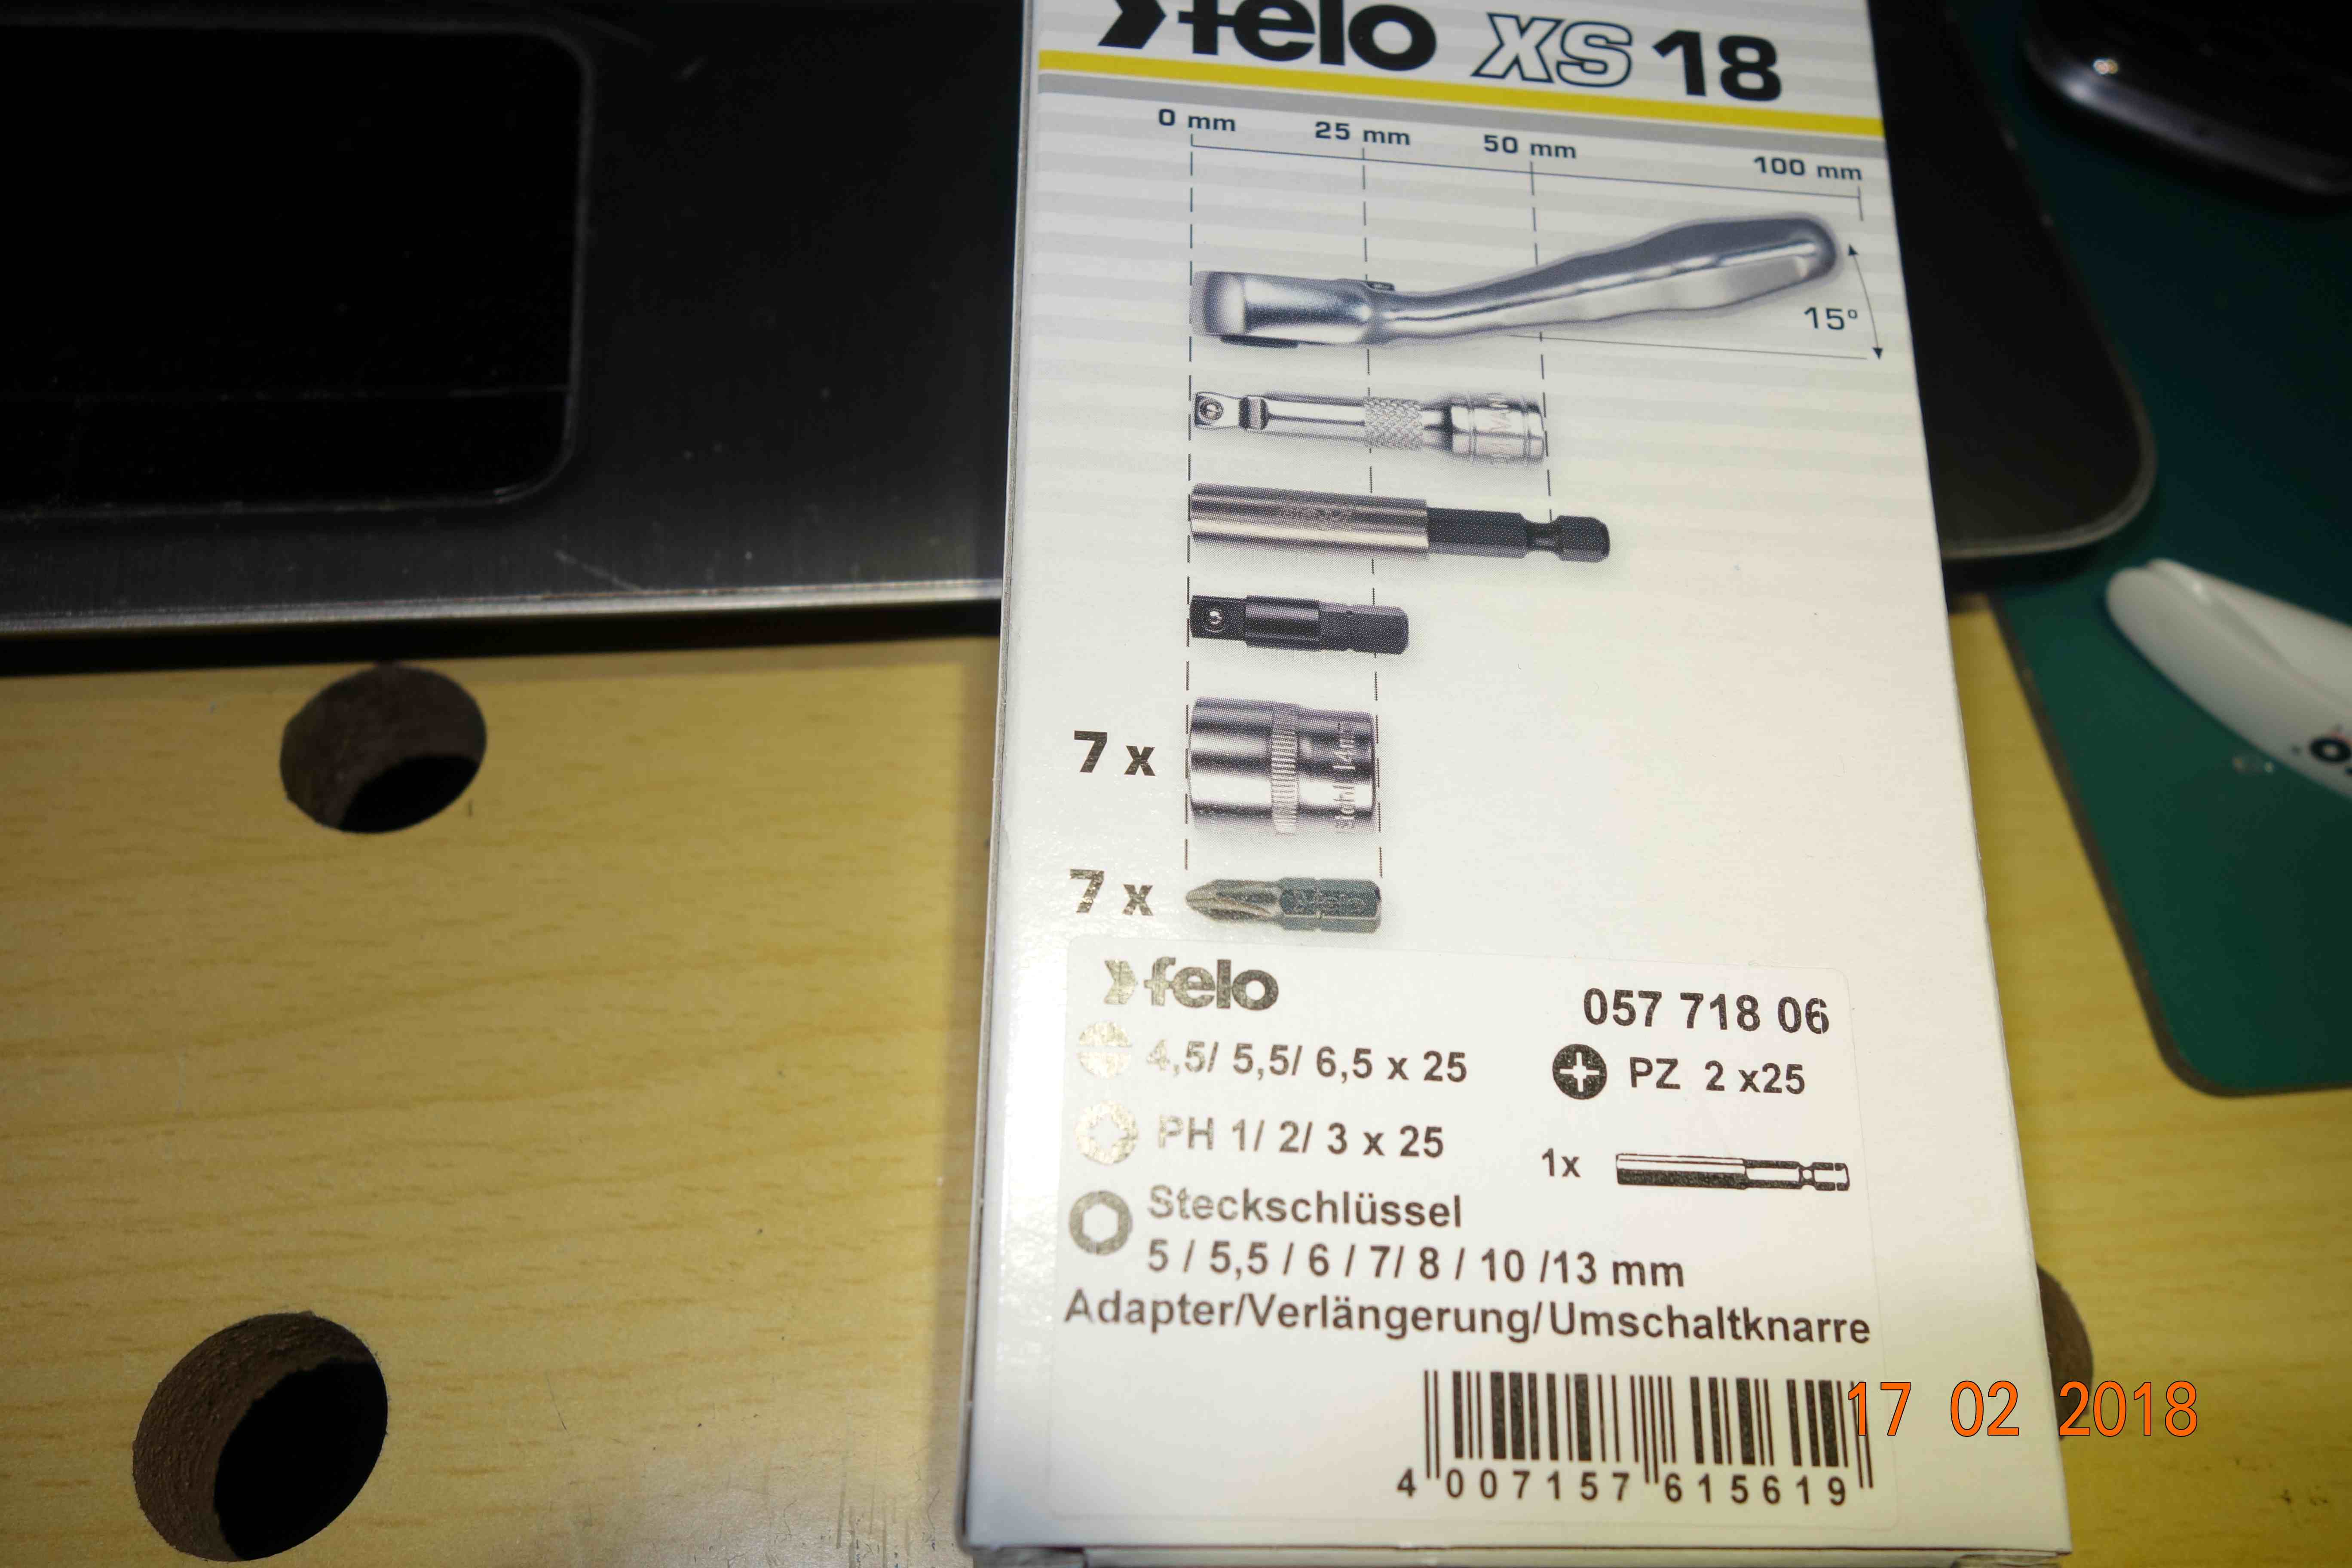 felo XS 18
0 mm 25 mm 50 mm 100 mm
15°
7 x
14mm
7 x
felo
057 718 06
4,5/ 5,5/ 6,5 x 25
PZ 2 x25
PH 1/ 2/ 3 x 25
1x
Steckschlüssel
5 / 5,5 / 6 / 7/ 8 / 10 /13 mm
Adapter/Verlängerung/Umschaltknarre
4 007157 615619
17 02 2018